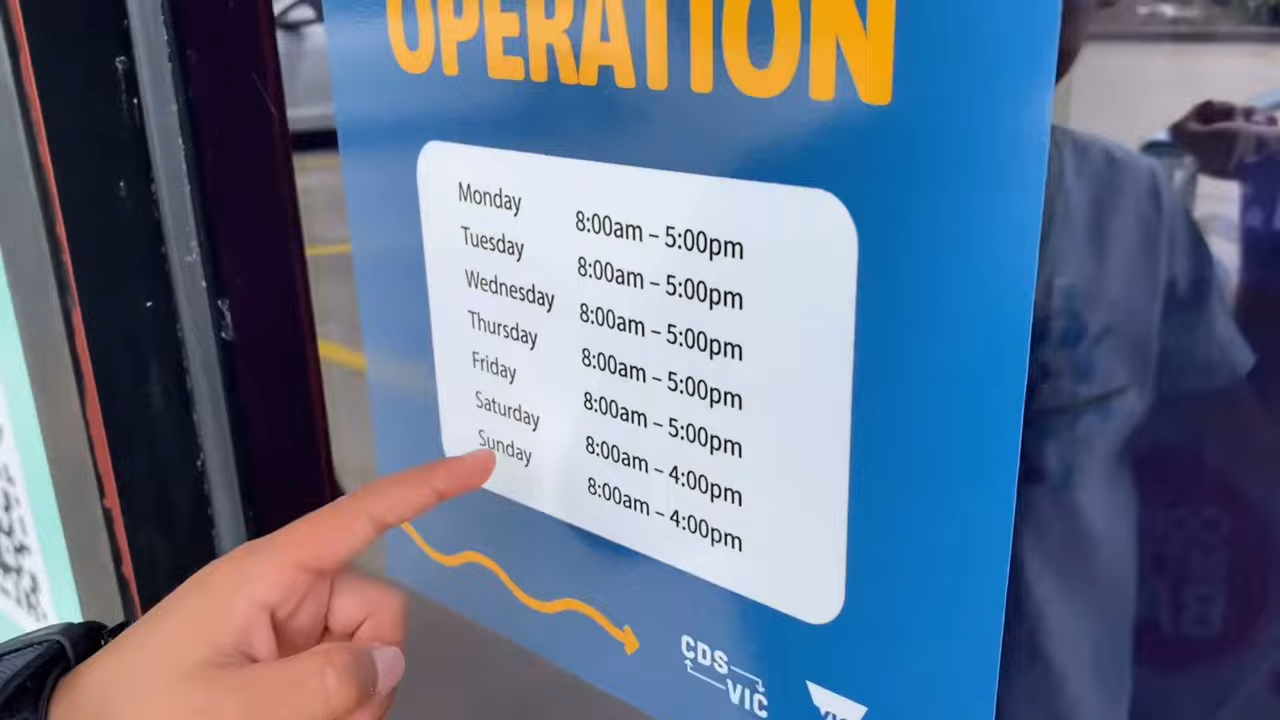 OPERATION
Monday 8:00am – 5:00pm
Tuesday 8:00am – 5:00pm
Wednesday 8:00am – 5:00pm
Thursday 8:00am – 5:00pm
Friday 8:00am – 5:00pm
Saturday 8:00am – 4:00pm
Sunday 8:00am – 4:00pm
CDS
VIC